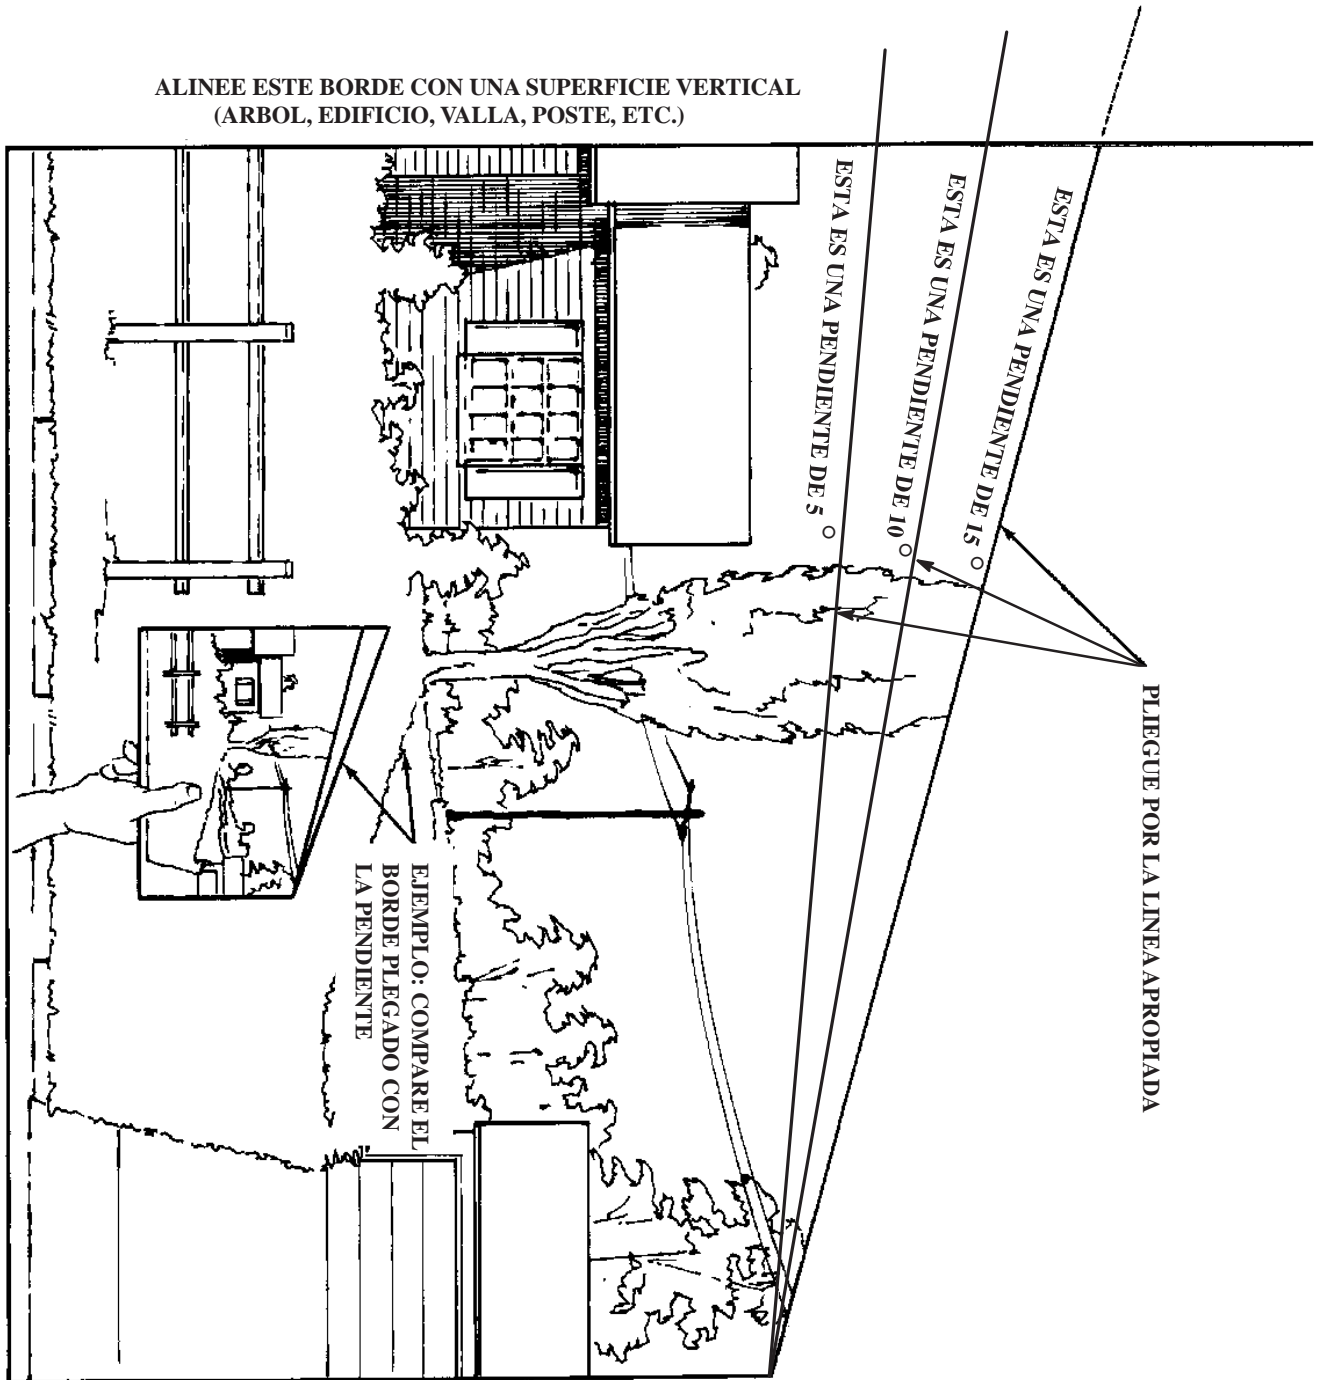 ALINEE ESTE BORDE CON UNA SUPERFICIE VERTICAL
(ARBOL, EDIFICIO, VALLA, POSTE, ETC.)
ESTA ES UNA PENDIENTE DE 5 °
ESTA ES UNA PENDIENTE DE 10 °
ESTA ES UNA PENDIENTE DE 15 °
PLIEGUE POR LA LINEA APROPIADA
EJEMPLO: COMPARE EL
BORDE PLEGADO CON
LA PENDIENTE